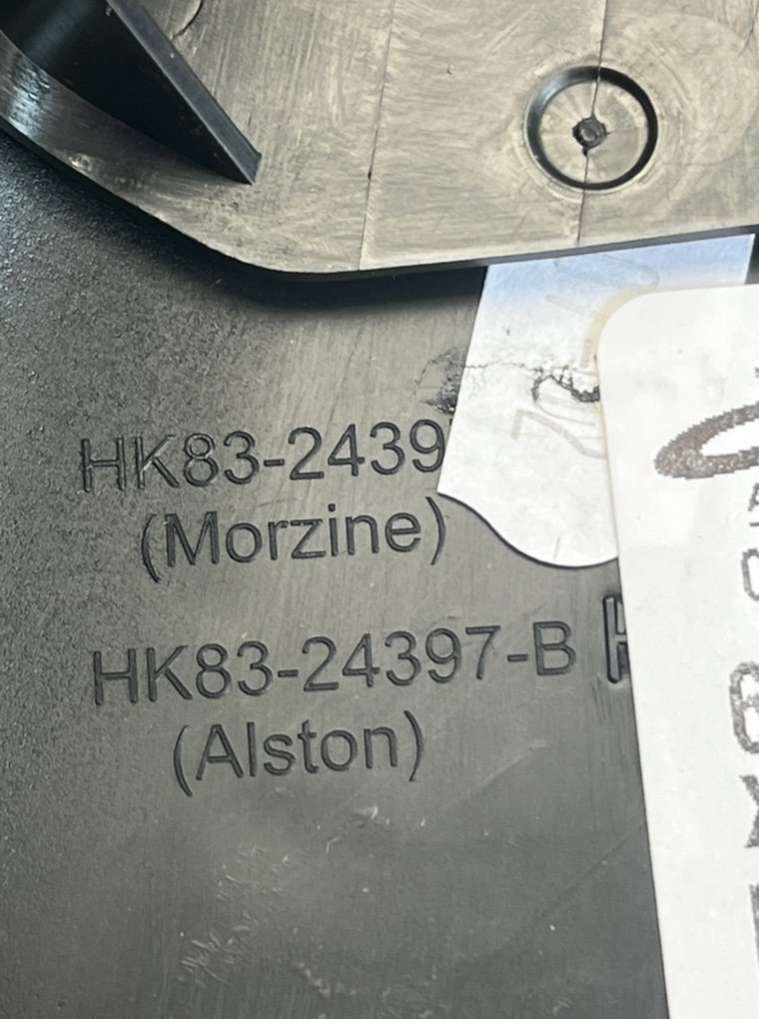 HK83-2439
(Morzine)
HK83-24397-B
(Alston)